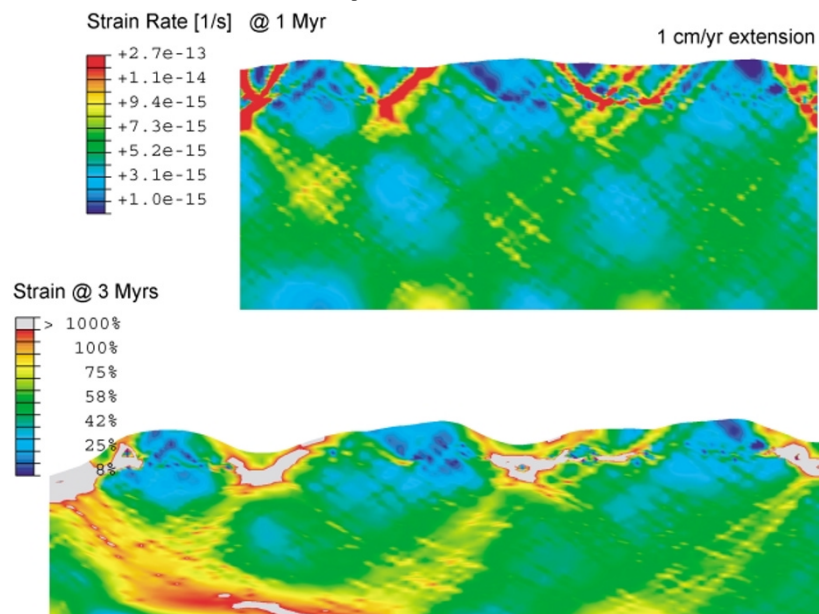 Strain Rate [1/s] @ 1 Myr
1 cm/yr extension
+2.7e-13
+1.1e-14
+9.4e-15
+7.3e-15
+5.2e-15
+3.1e-15
+1.0e-15
Strain @ 3 Myrs
> 1000%
100%
75%
58%
42%
25%
8%